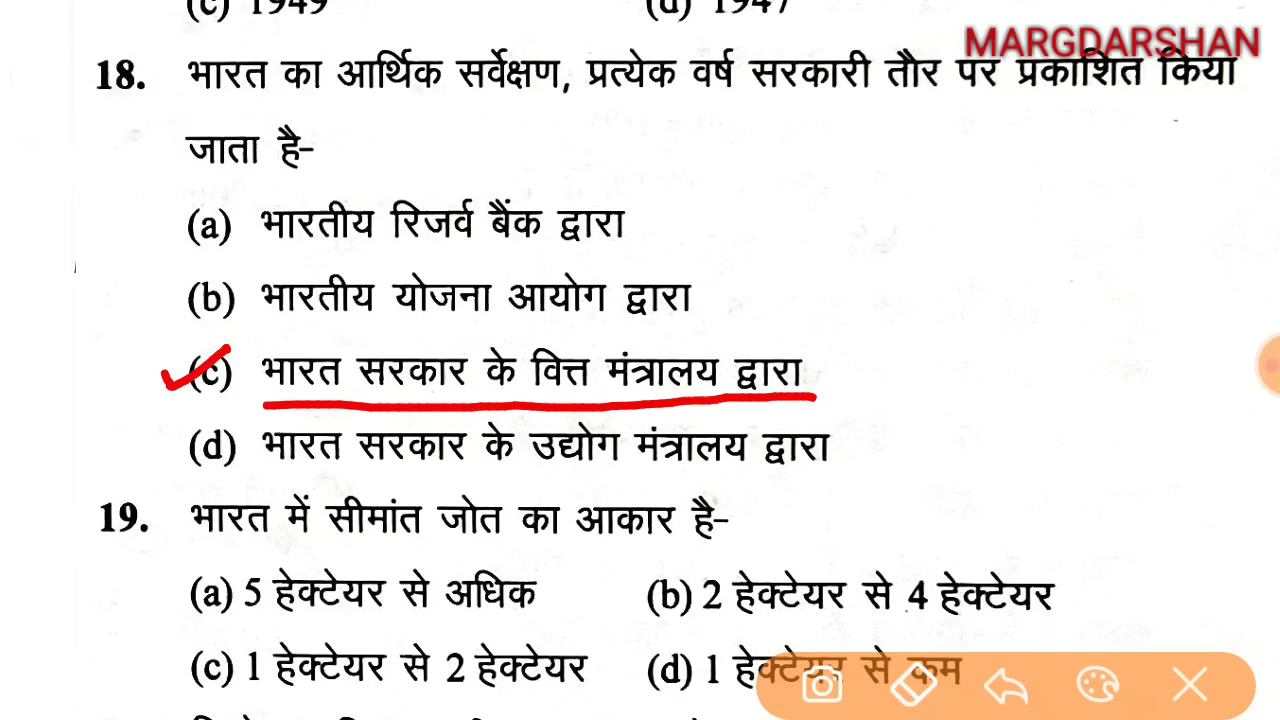 (c) 1949 (d) 1947
MARGDARSHAN
18. भारत का आर्थिक सर्वेक्षण, प्रत्येक वर्ष सरकारी तौर पर प्रकाशित किया
जाता है-
(a) भारतीय रिजर्व बैंक द्वारा
(b) भारतीय योजना आयोग द्वारा
(c) भारत सरकार के वित्त मंत्रालय द्वारा
(d) भारत सरकार के उद्योग मंत्रालय द्वारा
19. भारत में सीमांत जोत का आकार है-
(a) 5 हेक्टेयर से अधिक (b) 2 हेक्टेयर से 4 हेक्टेयर
(c) 1 हेक्टेयर से 2 हेक्टेयर (d) 1 हेक्टेयर से कम